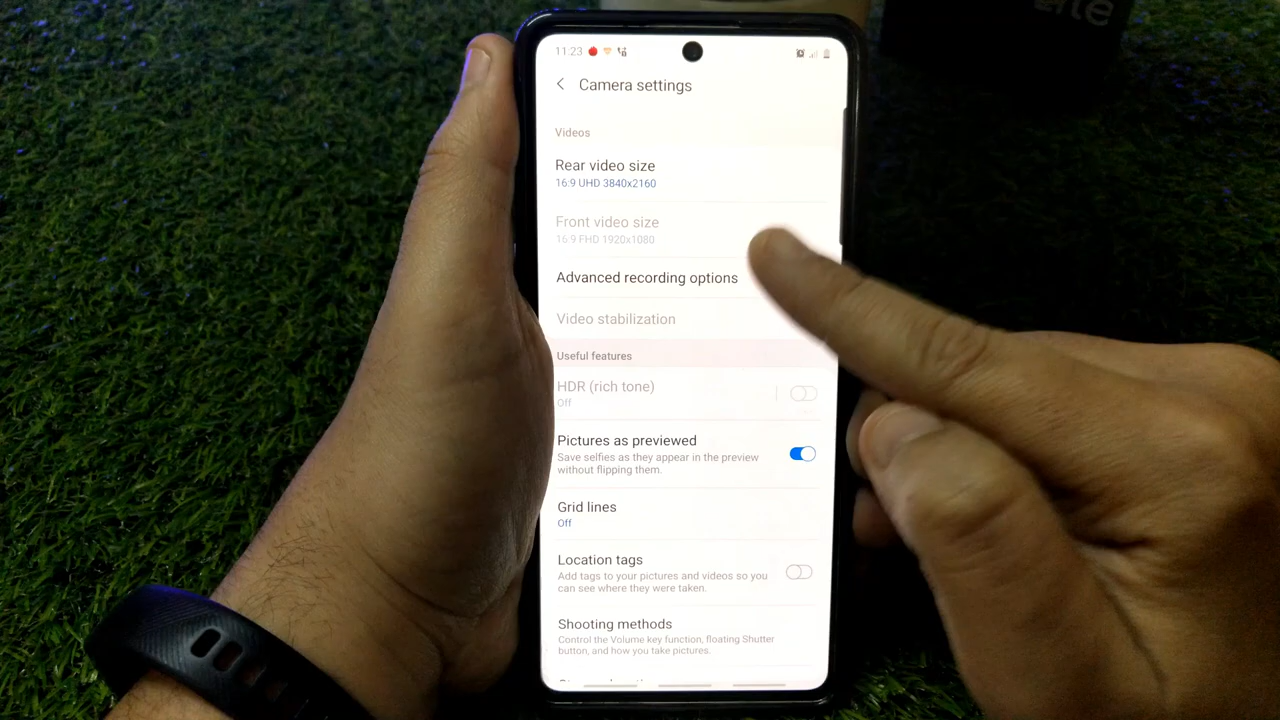 11:23
Camera settings
Videos
Rear video size
16:9 UHD 3840x2160
Front video size
16:9 FHD 1920x1080
Advanced recording options
Video stabilization
Useful features
HDR (rich tone)
Off
Pictures as previewed
Save selfies as they appear in the preview
without flipping them.
Grid lines
Off
Location tags
Add tags to your pictures and videos so you
can see where they were taken.
Shooting methods
Control the Volume key function, floating Shutter
button, and how you take pictures.